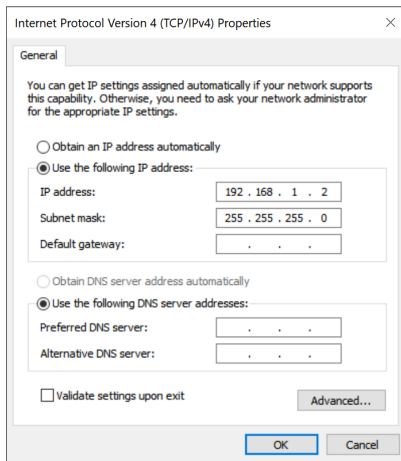 Internet Protocol Version 4 (TCP/IPv4) Properties
General
You can get IP settings assigned automatically if your network supports
this capability. Otherwise, you need to ask your network administrator
for the appropriate IP settings.
Obtain an IP address automatically
Use the following IP address:
IP address: 192 . 168 . 1 . 2
Subnet mask: 255 . 255 . 255 . 0
Default gateway: . . .
Obtain DNS server address automatically
Use the following DNS server addresses:
Preferred DNS server: . . .
Alternative DNS server: . . .
Validate settings upon exit
Advanced...
OK Cancel